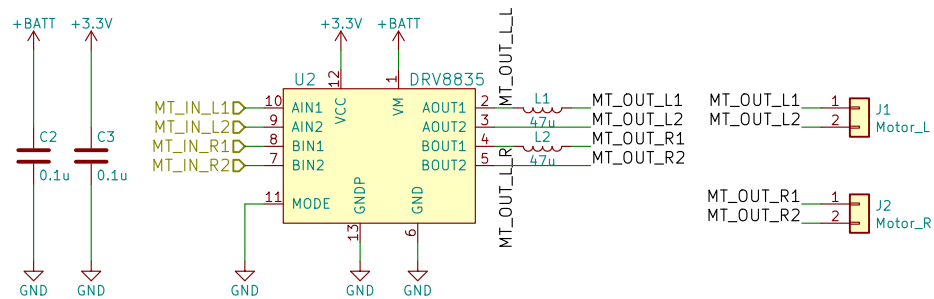 +BATT
+3.3V
C2
0.1u
C3
0.1u
GND
GND
+3.3V
+BATT
U2
DRV8835
12
VCC
1
VM
MT_IN_L1
10
AIN1
MT_IN_L2
9
AIN2
MT_IN_R1
8
BIN1
MT_IN_R2
7
BIN2
11
MODE
GNDP
13
GND
6
GND
GND
GND
AOUT1
2
MT_OUT_L_L
L1
47u
MT_OUT_L1
AOUT2
3
MT_OUT_L2
BOUT1
4
L2
47u
MT_OUT_R1
BOUT2
5
MT_OUT_L_R
MT_OUT_R2
MT_OUT_L1
1
MT_OUT_L2
2
J1
Motor_L
MT_OUT_R1
1
MT_OUT_R2
2
J2
Motor_R